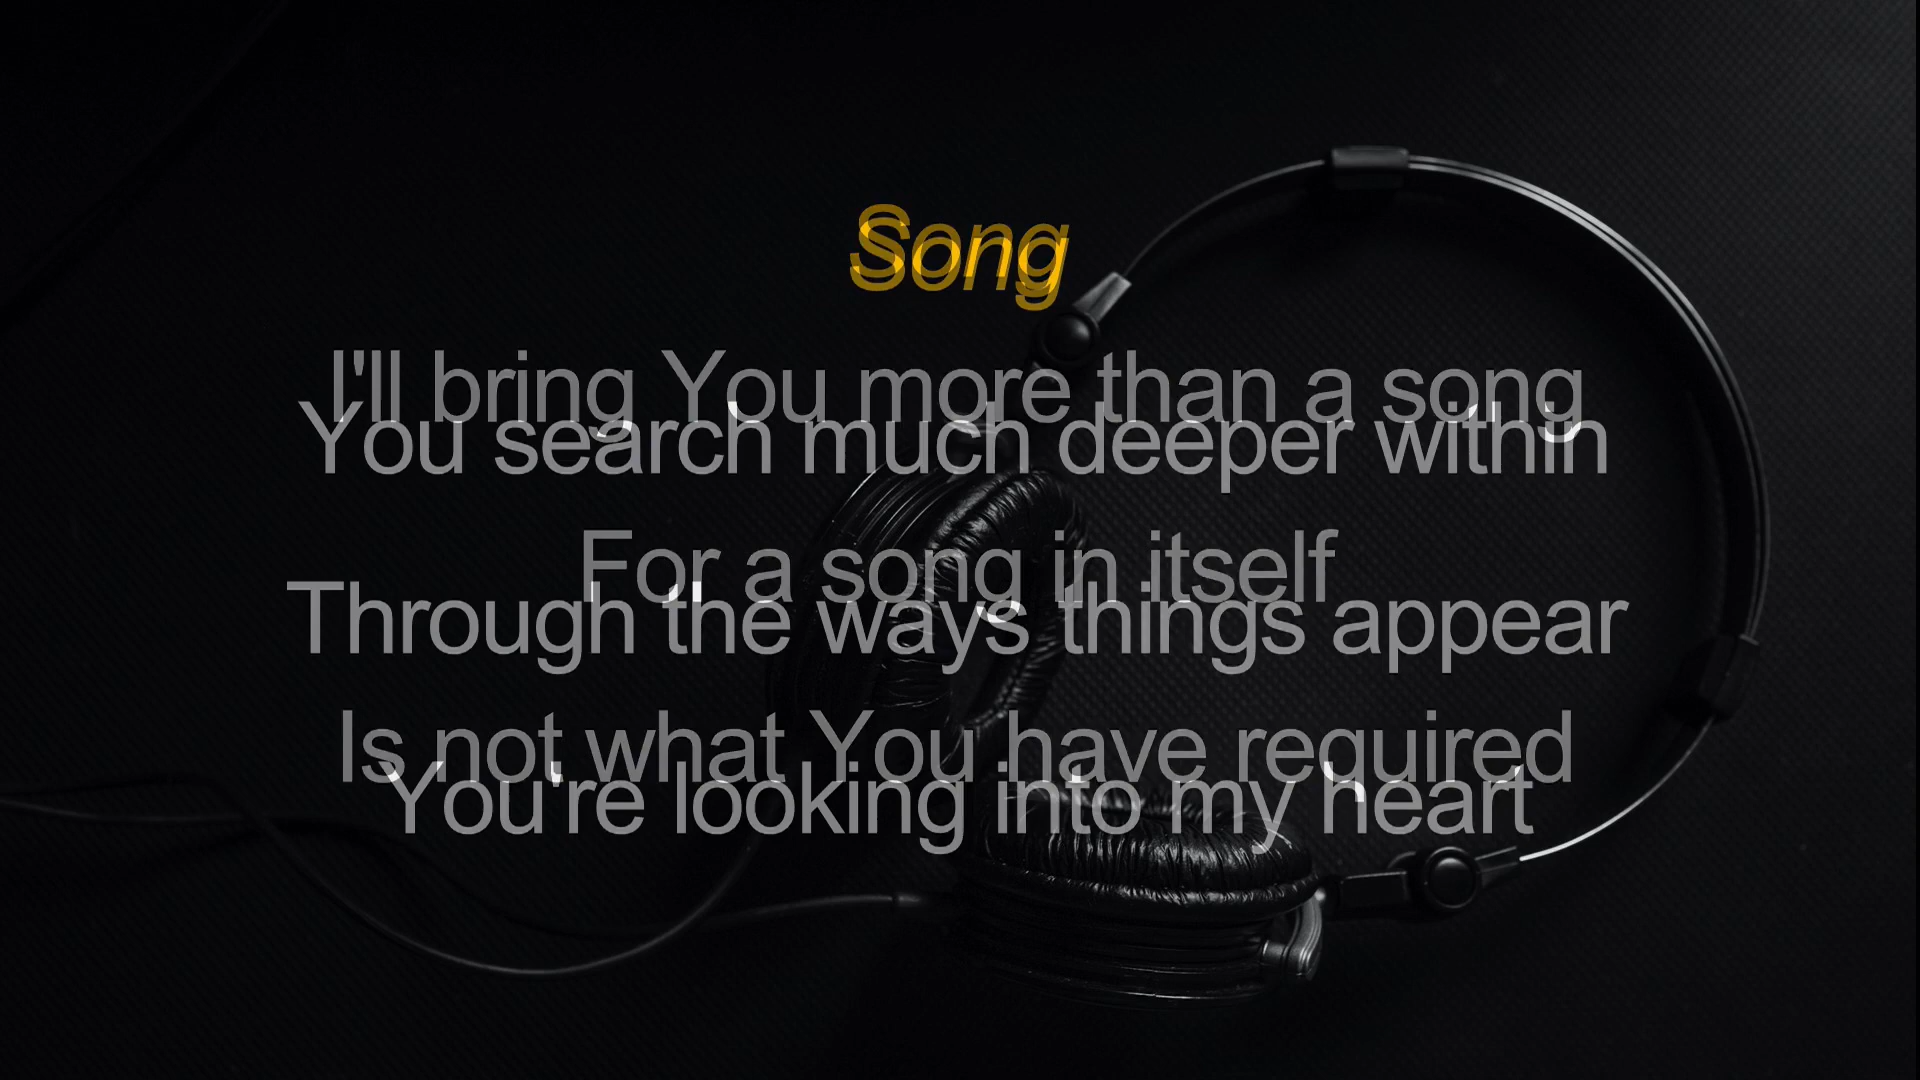 Song
I'll bring You more than a song
You search much deeper within
For a song in itself
Through the ways things appear
Is not what You have required
You're looking into my heart